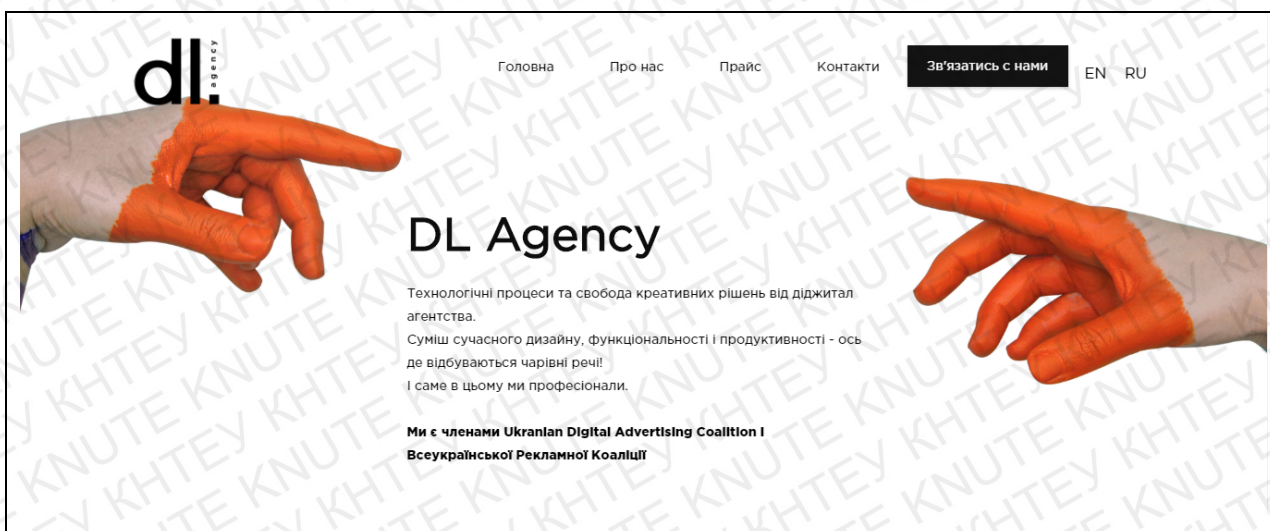 dl.
agency
Головна Про нас Прайс Контакти Зв'язатись с нами EN RU
DL Agency
Технологічні процеси та свобода креативних рішень від діджитал
агентства.
Суміш сучасного дизайну, функціональності і продуктивності - ось
де відбуваються чарівні речі!
І саме в цьому ми професіонали.
Ми є членами Ukranian Digital Advertising Coalition і
Всеукраїнської Рекламної Коаліції
КНТЕУ KNUTE